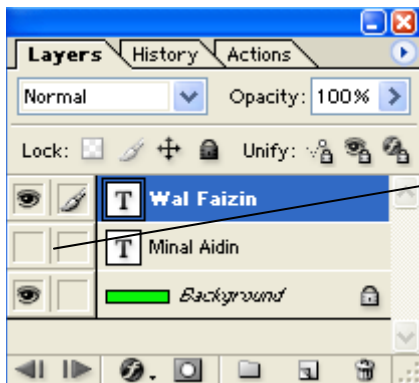 Layers History Actions
Normal Opacity: 100%
Lock: Unify:
T Wal Faizin
T Minal Aidin
Background